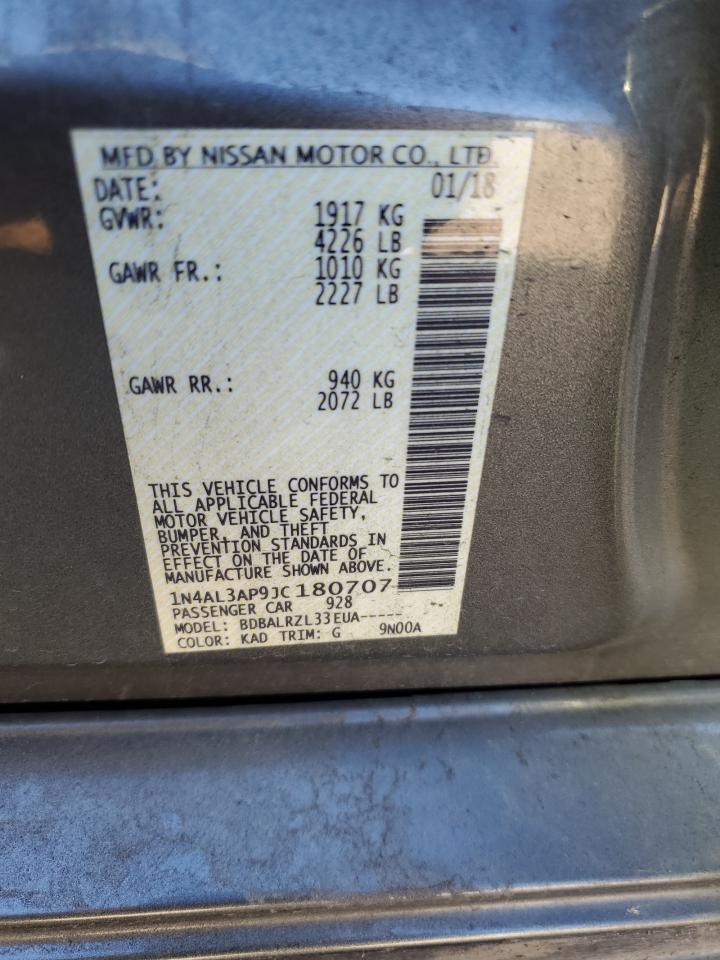 MFD BY NISSAN MOTOR CO., LTD.
DATE: 01/18
GVWR: 1917 KG
4226 LB
GAWR FR.: 1010 KG
2227 LB
GAWR RR.: 940 KG
2072 LB
THIS VEHICLE CONFORMS TO
ALL APPLICABLE FEDERAL
MOTOR VEHICLE SAFETY,
BUMPER, AND THEFT
PREVENTION STANDARDS IN
EFFECT ON THE DATE OF
MANUFACTURE SHOWN ABOVE.
1N4AL3AP9JC180707
PASSENGER CAR 928
MODEL: BDBALRZL33EUA-----
COLOR: KAD TRIM: G 9N00A